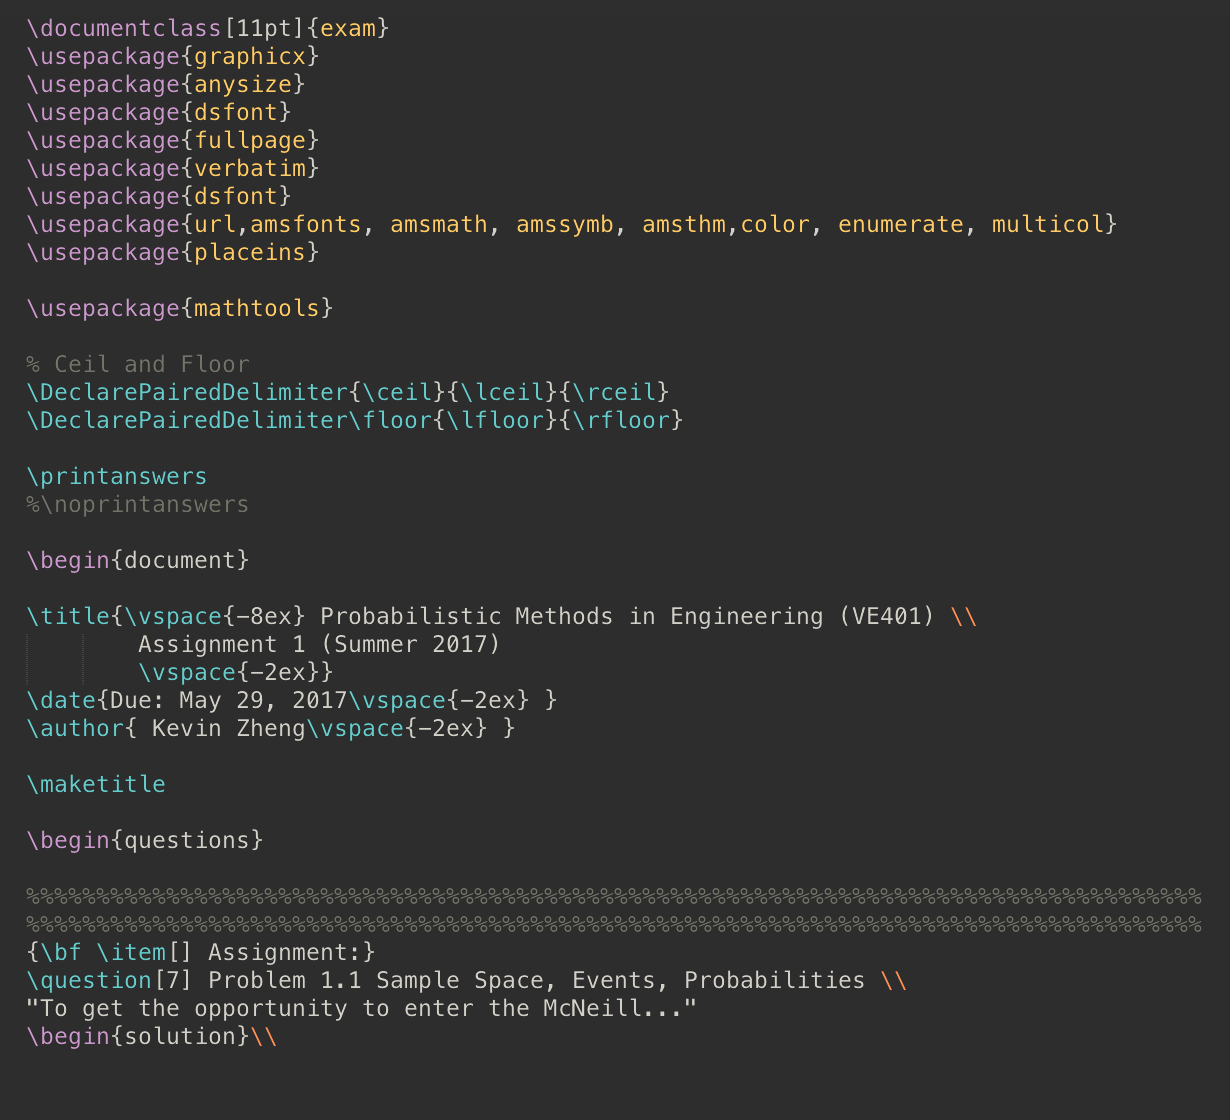 \documentclass[11pt]{exam}
\usepackage{graphicx}
\usepackage{anysize}
\usepackage{dsfont}
\usepackage{fullpage}
\usepackage{verbatim}
\usepackage{dsfont}
\usepackage{url,amsfonts, amsmath, amssymb, amsthm,color, enumerate, multicol}
\usepackage{placeins}
\usepackage{mathtools}
% Ceil and Floor
\DeclarePairedDelimiter{\ceil}{\lceil}{\rceil}
\DeclarePairedDelimiter\floor{\lfloor}{\rfloor}
\printanswers
%\noprintanswers
\begin{document}
\title{\vspace{-8ex} Probabilistic Methods in Engineering (VE401) \\
Assignment 1 (Summer 2017)
\vspace{-2ex}}
\date{Due: May 29, 2017\vspace{-2ex} }
\author{ Kevin Zheng\vspace{-2ex} }
\maketitle
\begin{questions}
%%%%%%%%%%%%%%%%%%%%%%%%%%%%%%%%%%%%%%%%%%%%%%%%%%%%%%%%%%%%%%%%%%%%%%%%%%%%%%%%%%%%%%
%%%%%%%%%%%%%%%%%%%%%%%%%%%%%%%%%%%%%%%%%%%%%%%%%%%%%%%%%%%%%%%%%%%%%%%%%%%%%%%%%%%%%%
{\bf \item[] Assignment:}
\question[7] Problem 1.1 Sample Space, Events, Probabilities \\
"To get the opportunity to enter the McNeill..."
\begin{solution}\\